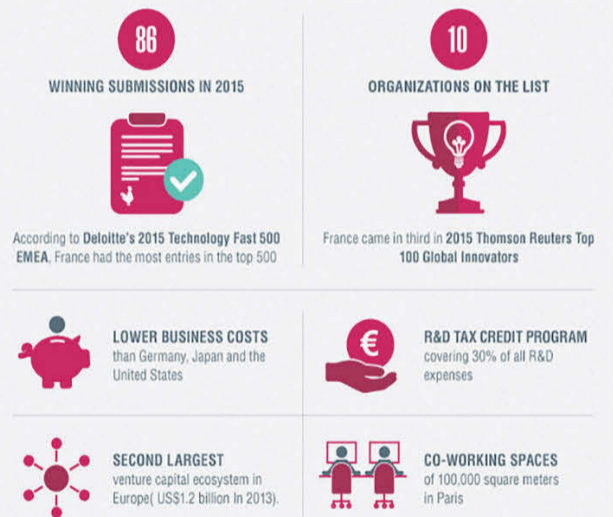 86
WINNING SUBMISSIONS IN 2015
According to Deloitte's 2015 Technology Fast 500
EMEA, France had the most entries in the top 500
10
ORGANIZATIONS ON THE LIST
France came in third in 2015 Thomson Reuters Top
100 Global Innovators
LOWER BUSINESS COSTS
than Germany, Japan and the
United States
€
R&D TAX CREDIT PROGRAM
covering 30% of all R&D
expenses
SECOND LARGEST
venture capital ecosystem in
Europe( US$1.2 billion In 2013).
CO-WORKING SPACES
of 100,000 square meters
in Paris